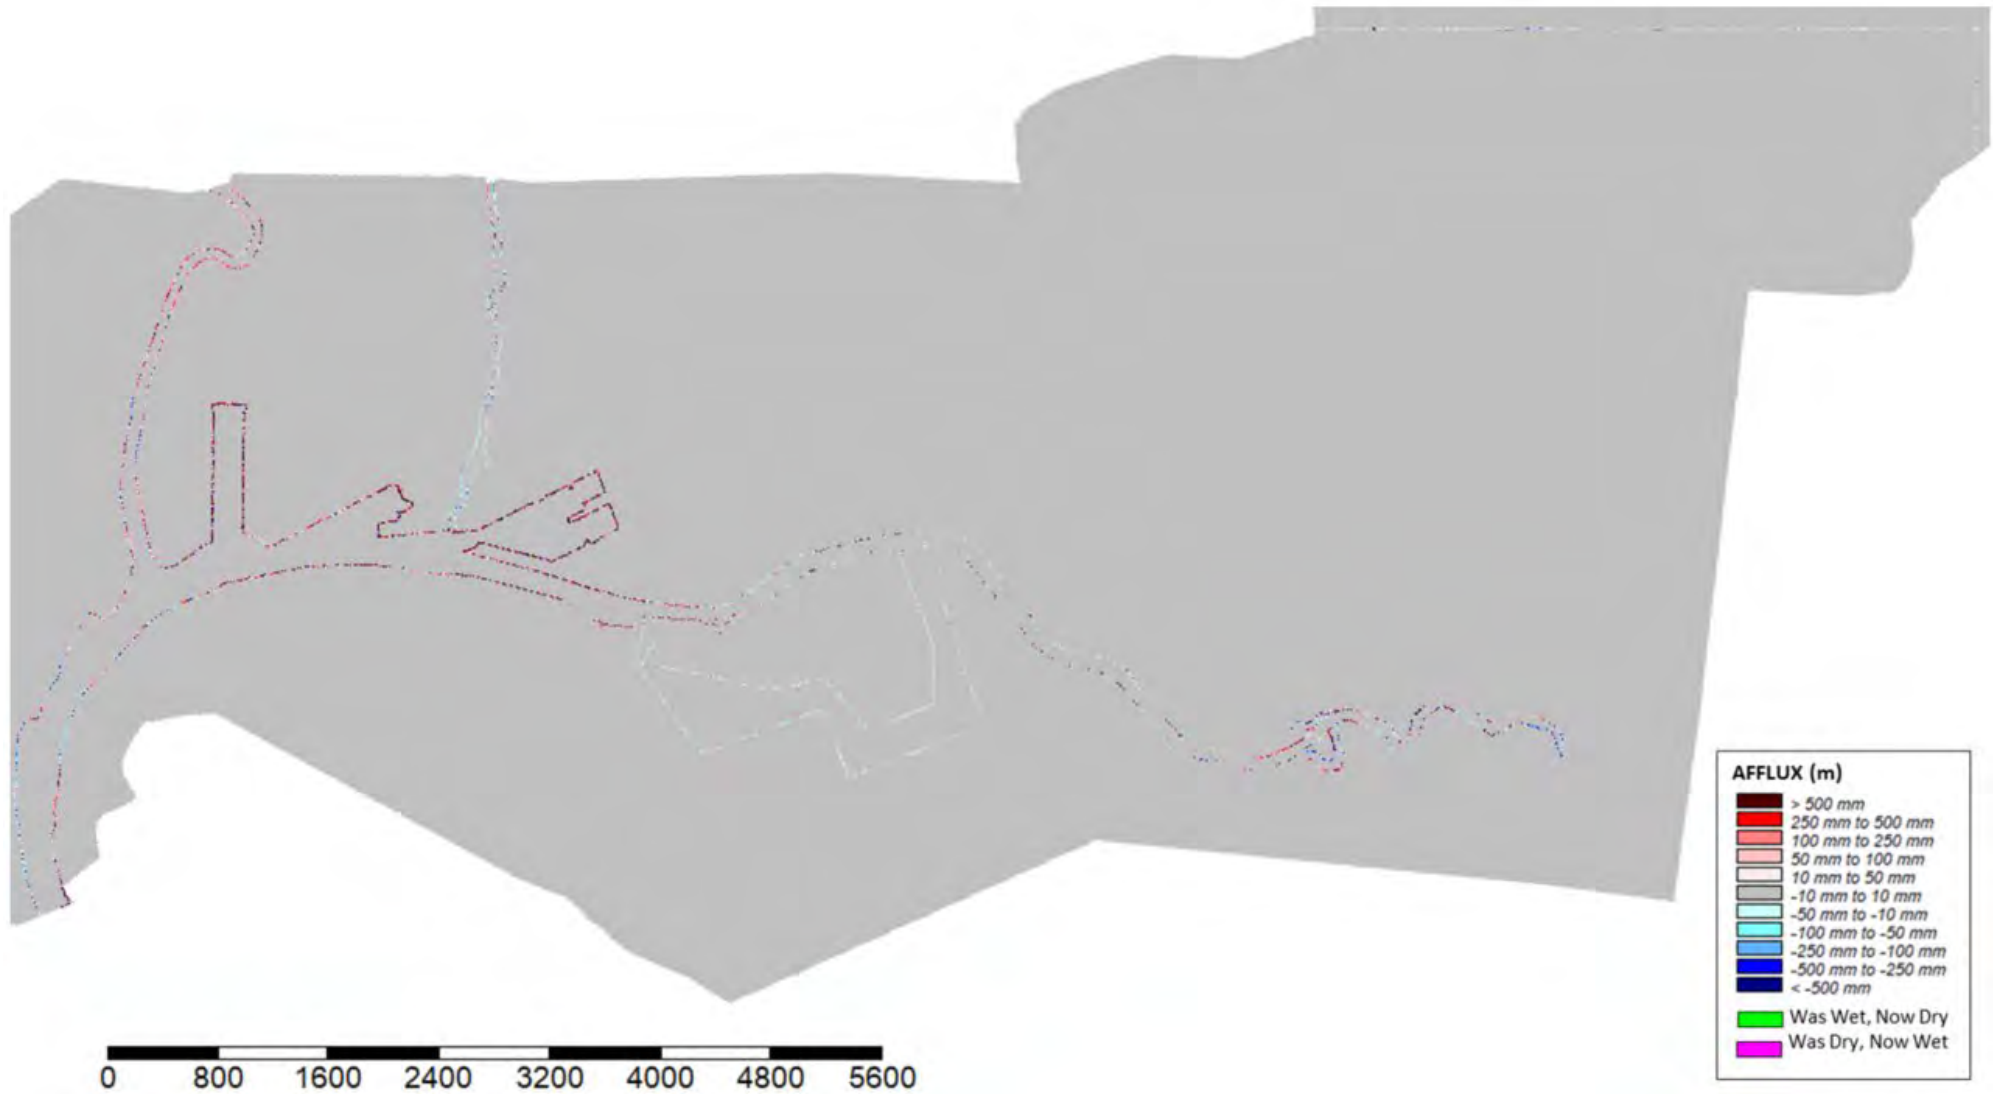 AFFLUX (m)
> 500 mm
250 mm to 500 mm
100 mm to 250 mm
50 mm to 100 mm
10 mm to 50 mm
-10 mm to 10 mm
-50 mm to -10 mm
-100 mm to -50 mm
-250 mm to -100 mm
-500 mm to -250 mm
< -500 mm
Was Wet, Now Dry
Was Dry, Now Wet
0 800 1600 2400 3200 4000 4800 5600